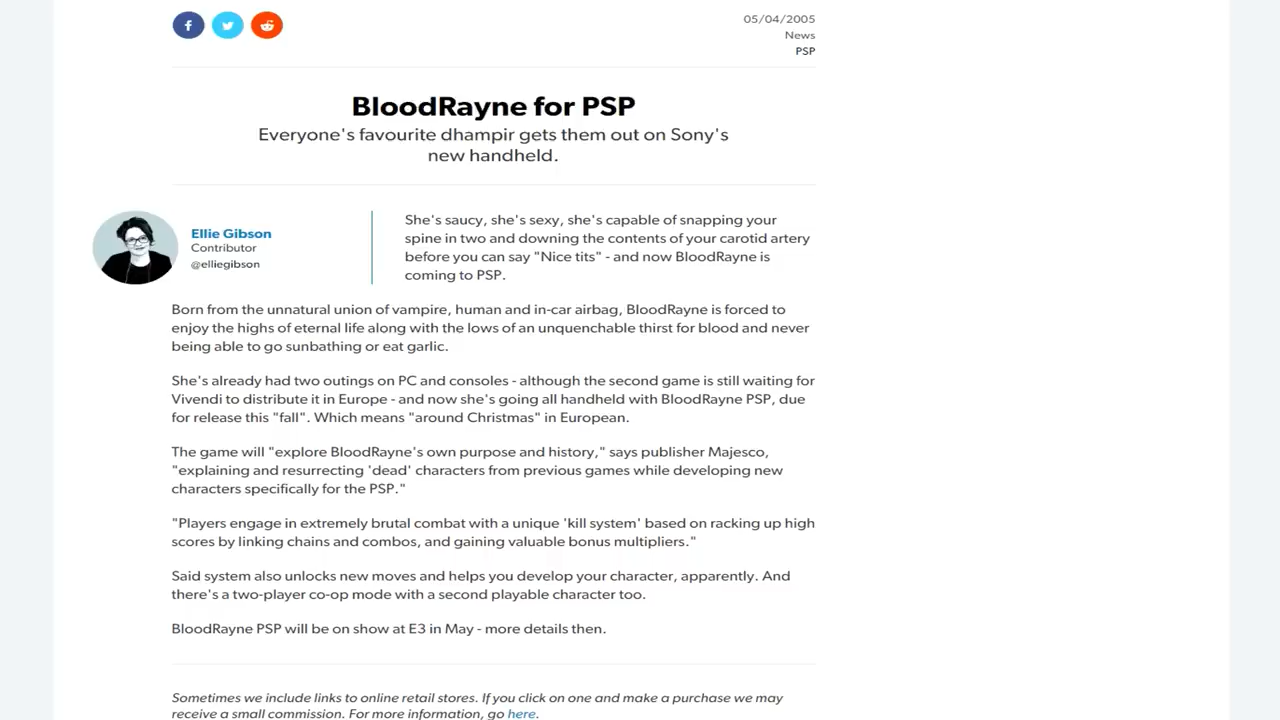 05/04/2005
News
PSP
BloodRayne for PSP
Everyone's favourite dhampir gets them out on Sony's
new handheld.
Ellie Gibson
Contributor
@elliegibson
She's saucy, she's sexy, she's capable of snapping your
spine in two and downing the contents of your carotid artery
before you can say "Nice tits" - and now BloodRayne is
coming to PSP.
Born from the unnatural union of vampire, human and in-car airbag, BloodRayne is forced to
enjoy the highs of eternal life along with the lows of an unquenchable thirst for blood and never
being able to go sunbathing or eat garlic.
She's already had two outings on PC and consoles - although the second game is still waiting for
Vivendi to distribute it in Europe - and now she's going all handheld with BloodRayne PSP, due
for release this "fall". Which means "around Christmas" in European.
The game will "explore BloodRayne's own purpose and history," says publisher Majesco,
"explaining and resurrecting 'dead' characters from previous games while developing new
characters specifically for the PSP."
"Players engage in extremely brutal combat with a unique 'kill system' based on racking up high
scores by linking chains and combos, and gaining valuable bonus multipliers."
Said system also unlocks new moves and helps you develop your character, apparently. And
there's a two-player co-op mode with a second playable character too.
BloodRayne PSP will be on show at E3 in May - more details then.
Sometimes we include links to online retail stores. If you click on one and make a purchase we may
receive a small commission. For more information, go here.